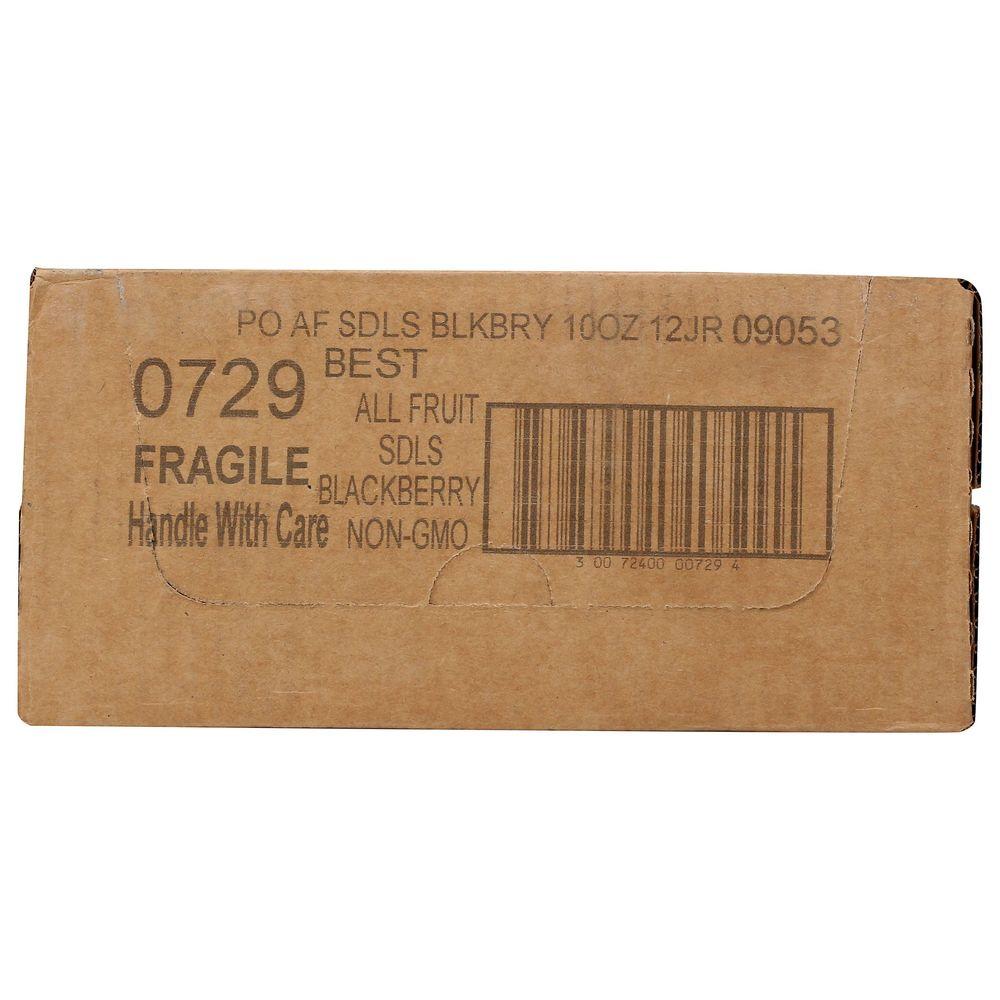 PO AF SDLS BLKBRY 10OZ 12JR 09053
0729 BEST
ALL FRUIT
FRAGILE SDLS
BLACKBERRY
Handle With Care NON-GMO
3 00 72400 00729 4